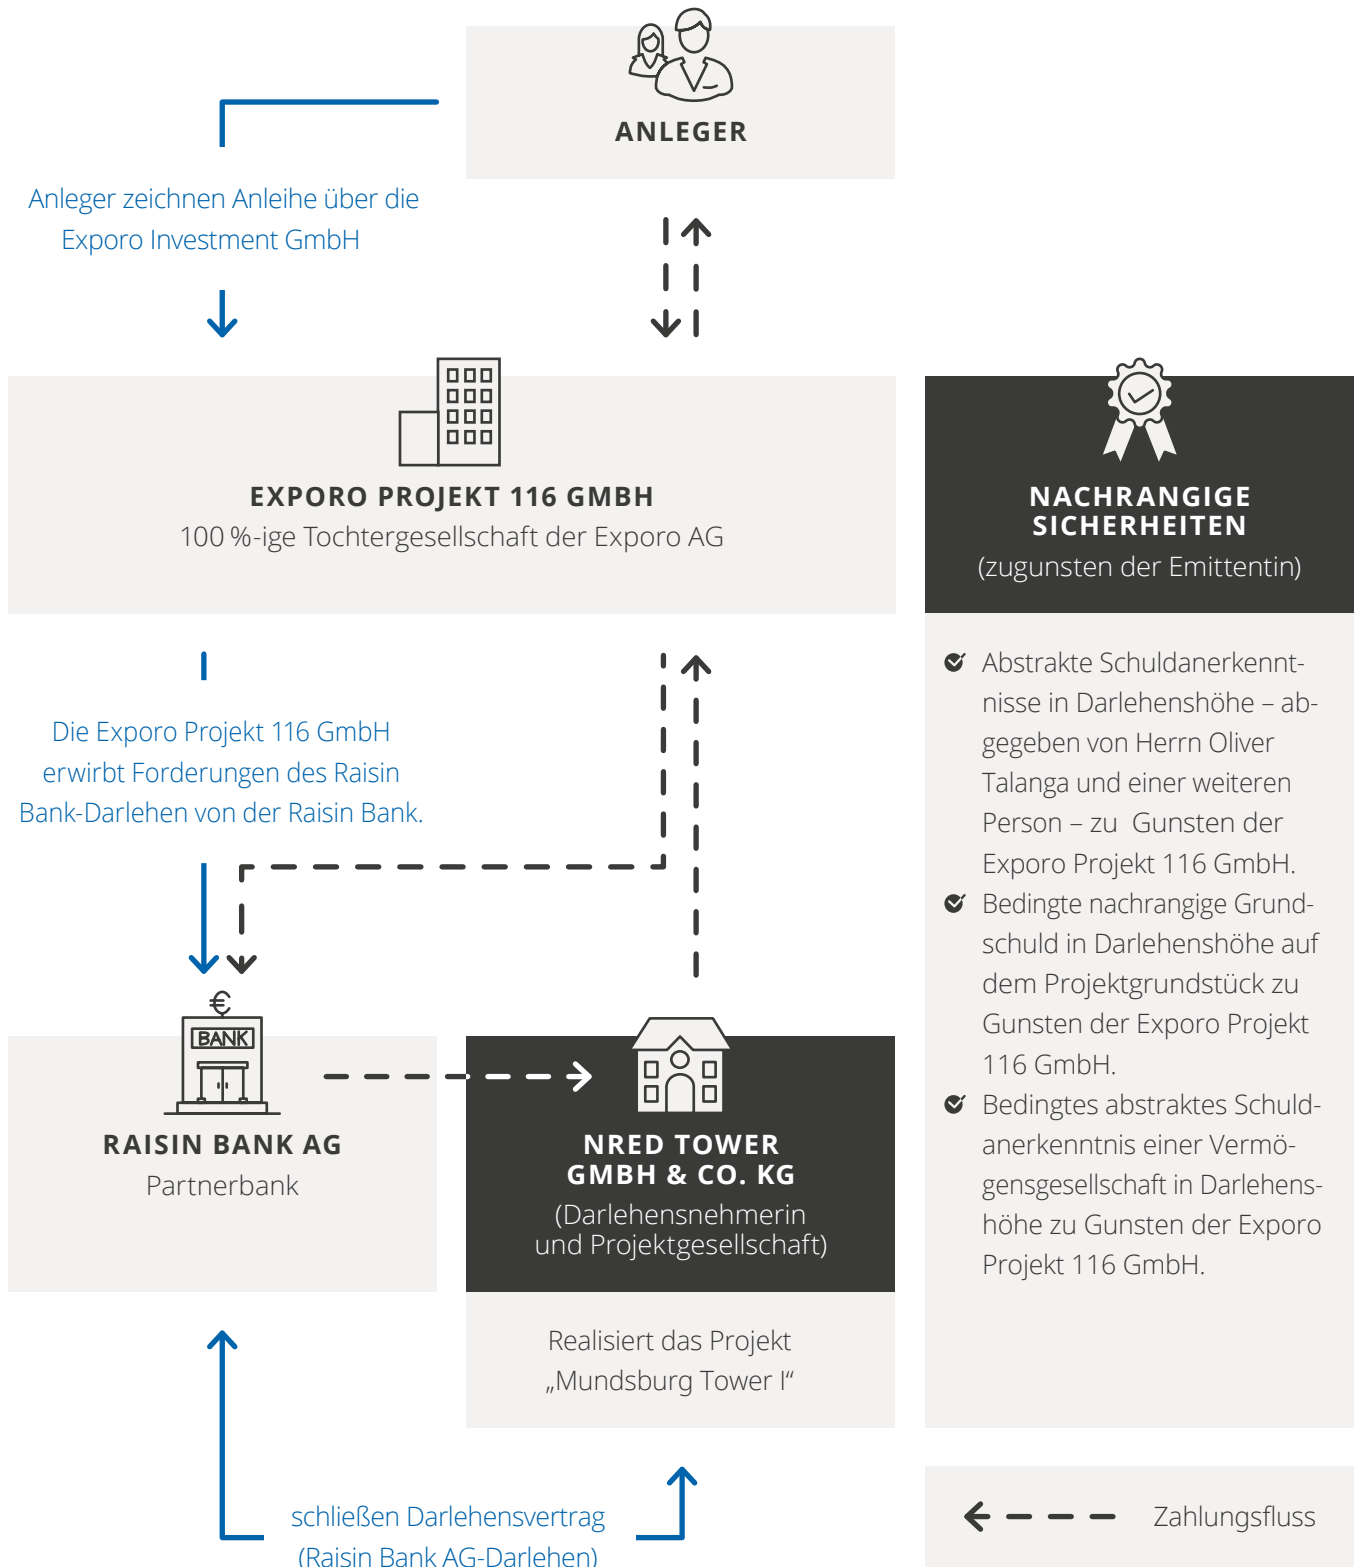 ANLEGER
Anleger zeichnen Anleihe über die
Exporo Investment GmbH
EXPORO PROJEKT 116 GMBH
100 %-ige Tochtergesellschaft der Exporo AG
NACHRANGIGE
SICHERHEITEN
(zugunsten der Emittentin)
Abstrakte Schuldanerkennt-
nisse in Darlehenshöhe – ab-
gegeben von Herrn Oliver
Talanga und einer weiteren
Person – zu Gunsten der
Exporo Projekt 116 GmbH.
Bedingte nachrangige Grund-
schuld in Darlehenshöhe auf
dem Projektgrundstück zu
Gunsten der Exporo Projekt
116 GmbH.
Bedingtes abstraktes Schuld-
anerkenntnis einer Vermö-
gensgesellschaft in Darlehens-
höhe zu Gunsten der Exporo
Projekt 116 GmbH.
Die Exporo Projekt 116 GmbH
erwirbt Forderungen des Raisin
Bank-Darlehen von der Raisin Bank.
€
BANK
RAISIN BANK AG
Partnerbank
NRED TOWER
GMBH & CO. KG
(Darlehensnehmerin
und Projektgesellschaft)
Realisiert das Projekt
„Mundsburg Tower I“
schließen Darlehensvertrag
(Raisin Bank AG-Darlehen)
Zahlungsfluss